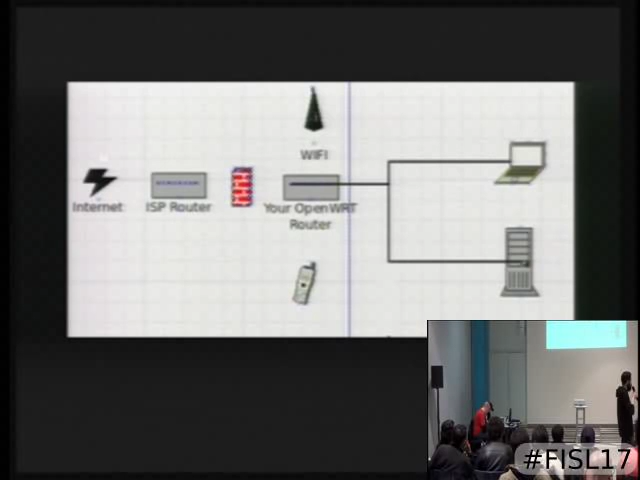 WIFI
Internet
ISP Router
Your OpenWRT
Router
#FISL17